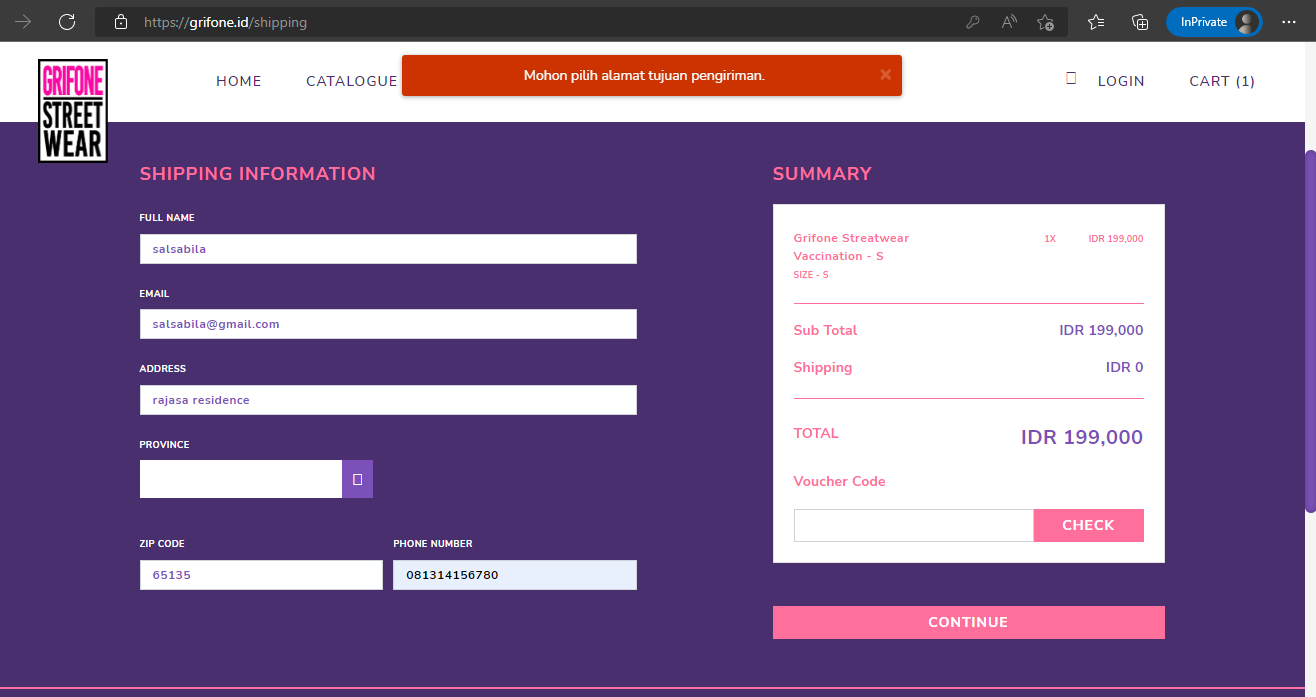 https://grifone.id/shipping
InPrivate
GRIFONE
STREET
WEAR
HOME
CATALOGUE
Mohon pilih alamat tujuan pengiriman.
LOGIN
CART (1)
SHIPPING INFORMATION
FULL NAME
salsabila
EMAIL
salsabila@gmail.com
ADDRESS
rajasa residence
PROVINCE
ZIP CODE
PHONE NUMBER
65135
081314156780
SUMMARY
Grifone Streatwear 1X IDR 199,000
Vaccination - S
SIZE - S
Sub Total IDR 199,000
Shipping IDR 0
TOTAL IDR 199,000
Voucher Code
CHECK
CONTINUE